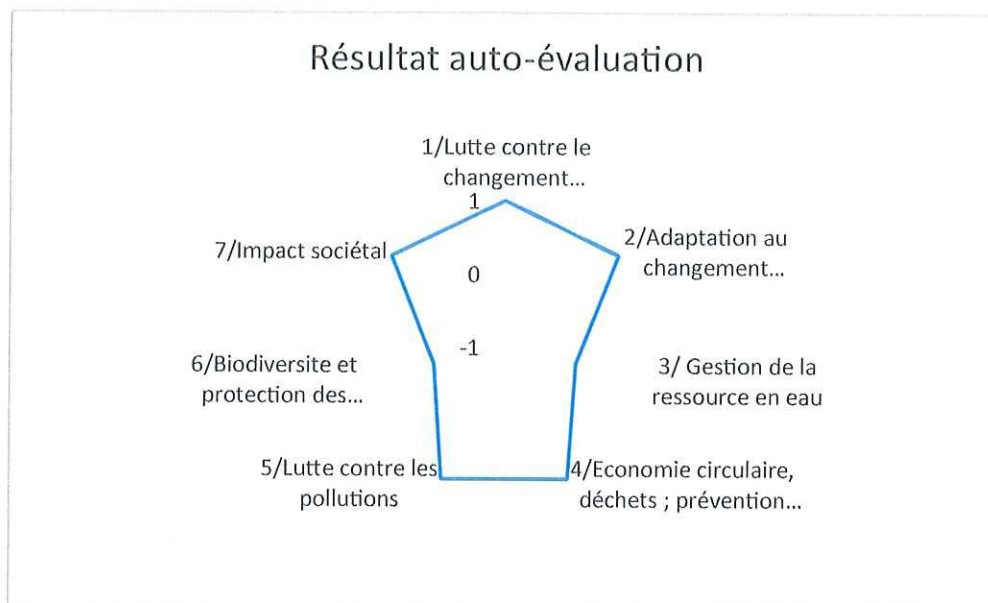 Résultat auto-évaluation
1/Lutte contre le
changement...
1
2/Adaptation au
changement...
7/Impact sociétal
0
-1
6/Biodiversite et
protection des...
3/ Gestion de la
ressource en eau
5/Lutte contre les
pollutions
4/Economie circulaire,
déchets ; prévention...